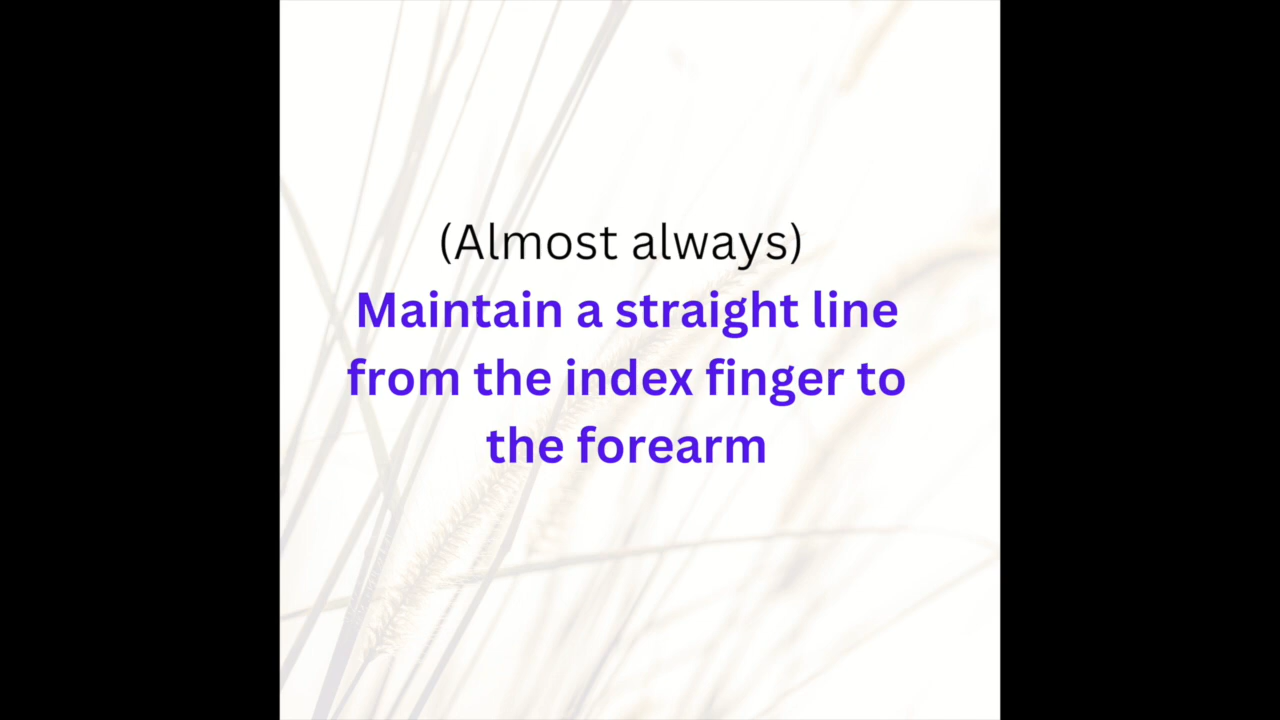 (Almost always)
Maintain a straight line
from the index finger to
the forearm